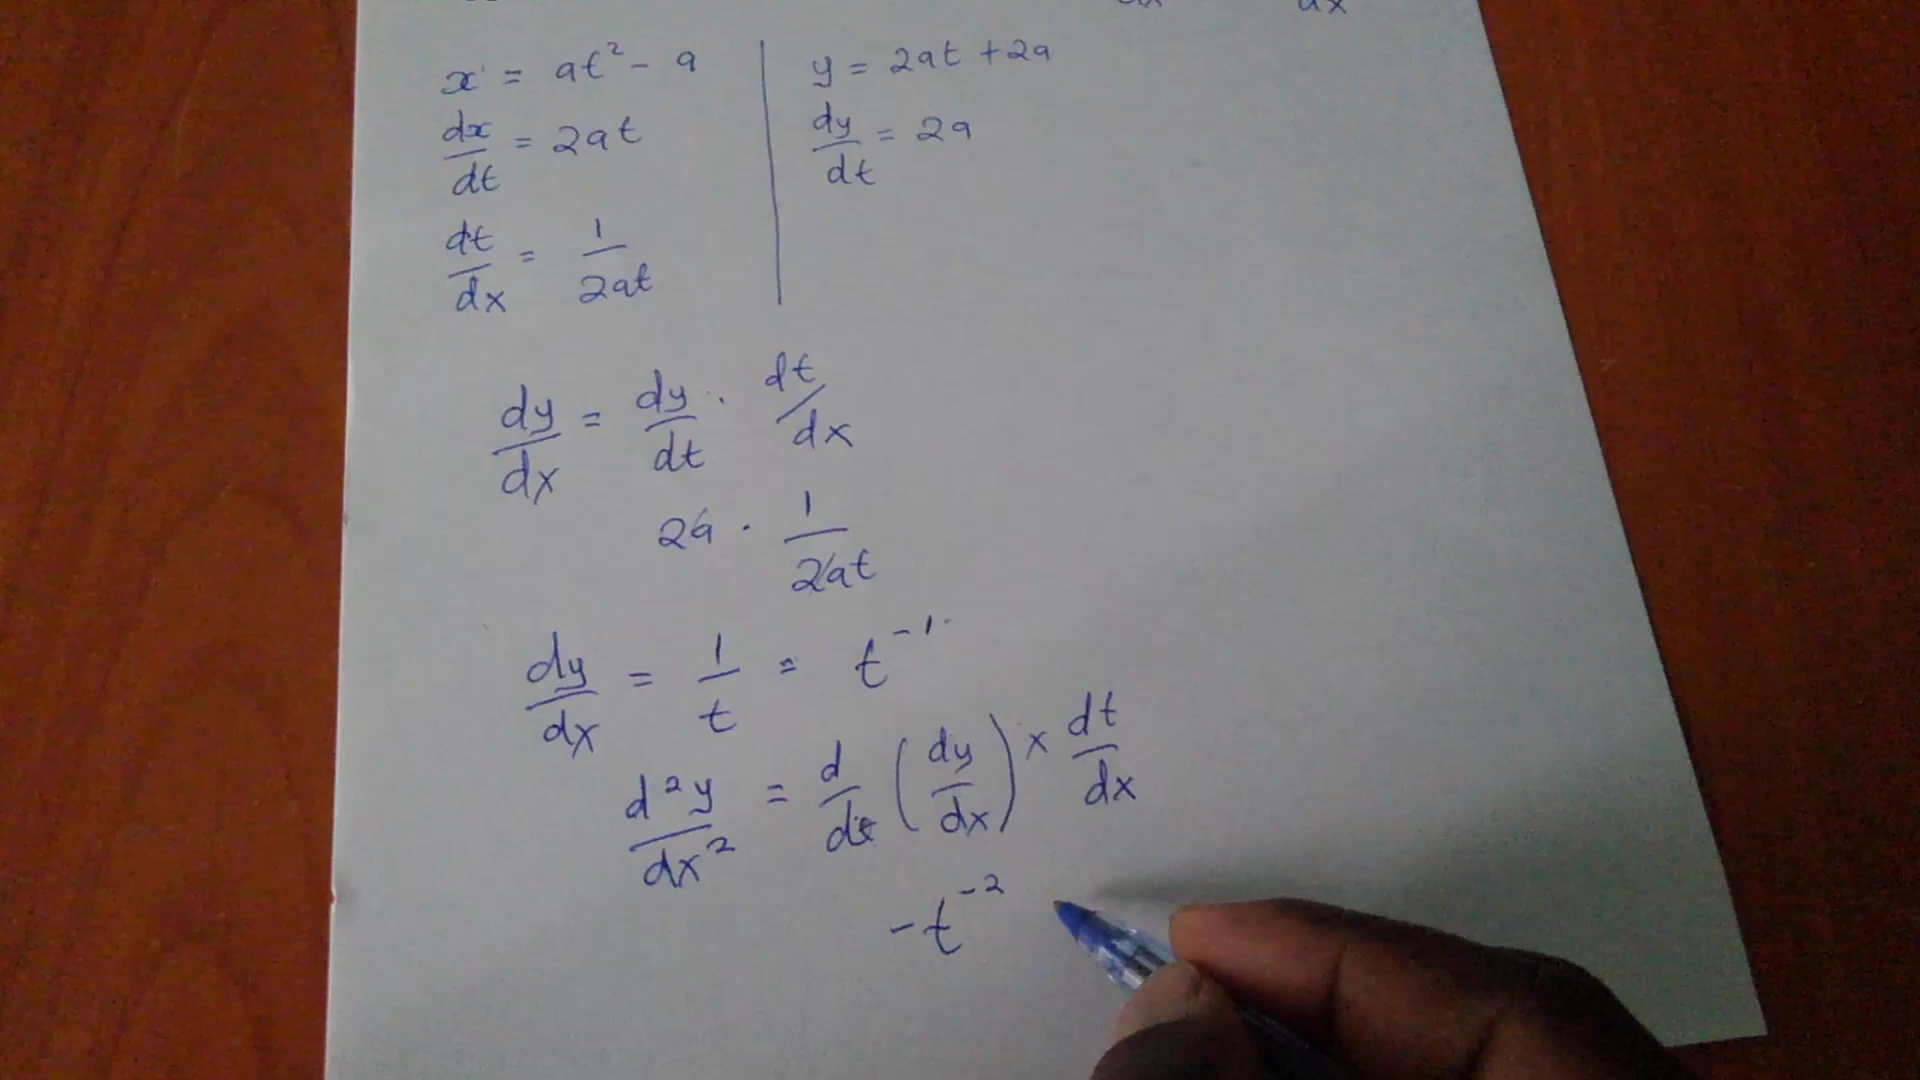 x = at² - a
dx/dt = 2at
dt/dx = 1/2at
y = 2at + 2a
dy/dt = 2a
dy/dx = dy/dt . dt/dx
2a . 1/2at
dy/dx = 1/t = t⁻¹
d²y/dx² = d/dt (dy/dx) × dt/dx
-t⁻²